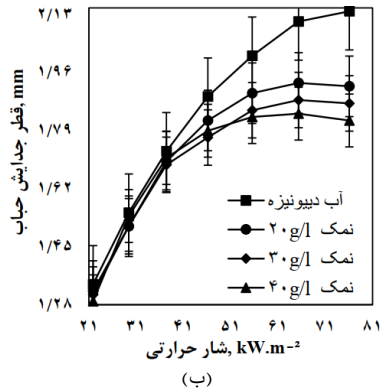 قطر جدایش حباب, mm
۲/۱۳
۱/۹۶
۱/۷۹
۱/۶۲
۱/۴۵
۱/۲۸
آب دییونیزه
نمک ۲۰g/l
نمک ۳۰g/l
نمک ۴۰g/l
۲۱ ۳۱ ۴۱ ۵۱ ۶۱ ۷۱ ۸۱
شار حرارتی, kW.m⁻²
(ب)